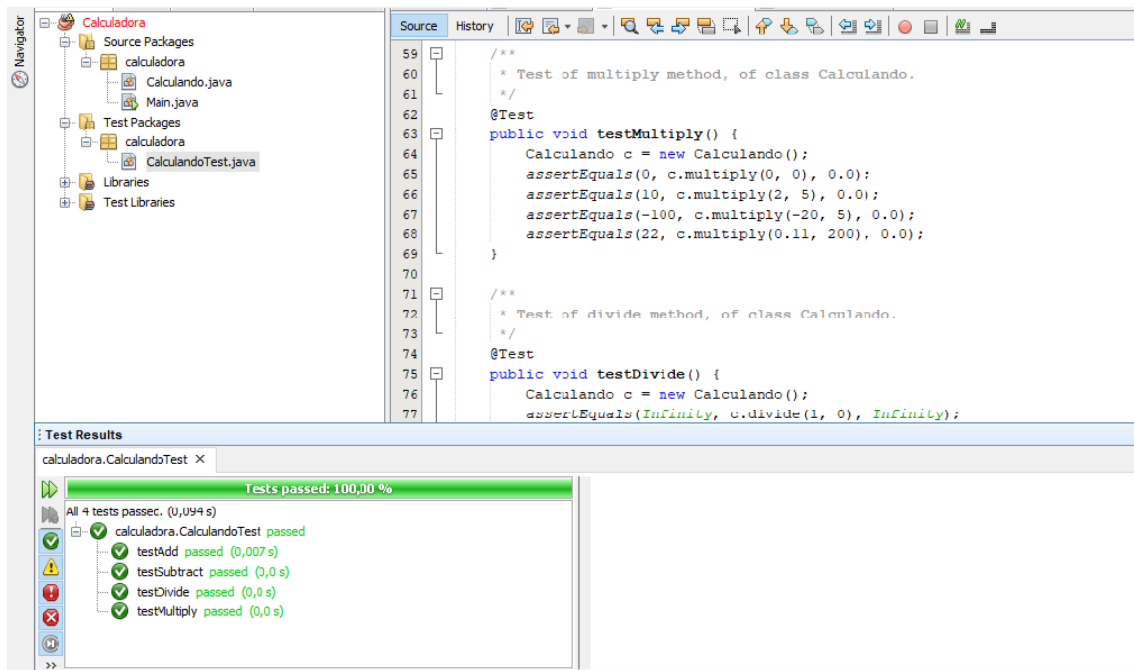 Navigator
Calculadora
Source Packages
calculadora
Calculando.java
Main.java
Test Packages
calculadora
CalculandoTest.java
Libraries
Test Libraries
Source History
59 /**
60 * Test of multiply method, of class Calculando.
61 */
62 @Test
63 public void testMultiply() {
64 Calculando c = new Calculando();
65 assertEquals(0, c.multiply(0, 0), 0.0);
66 assertEquals(10, c.multiply(2, 5), 0.0);
67 assertEquals(-100, c.multiply(-20, 5), 0.0);
68 assertEquals(22, c.multiply(0.11, 200), 0.0);
69 }
70
71 /**
72 * Test of divide method, of class Calculando.
73 */
74 @Test
75 public void testDivide() {
76 Calculando c = new Calculando();
77 assertEquals(Infinity, c.divide(1, 0), Infinity);
Test Results
calculadora.CalculandoTest
Tests passed: 100,00 %
All 4 tests passed. (0,094 s)
calculadora.CalculandoTest passed
testAdd passed (0,007 s)
testSubtract passed (0,0 s)
testDivide passed (0,0 s)
testMultiply passed (0,0 s)